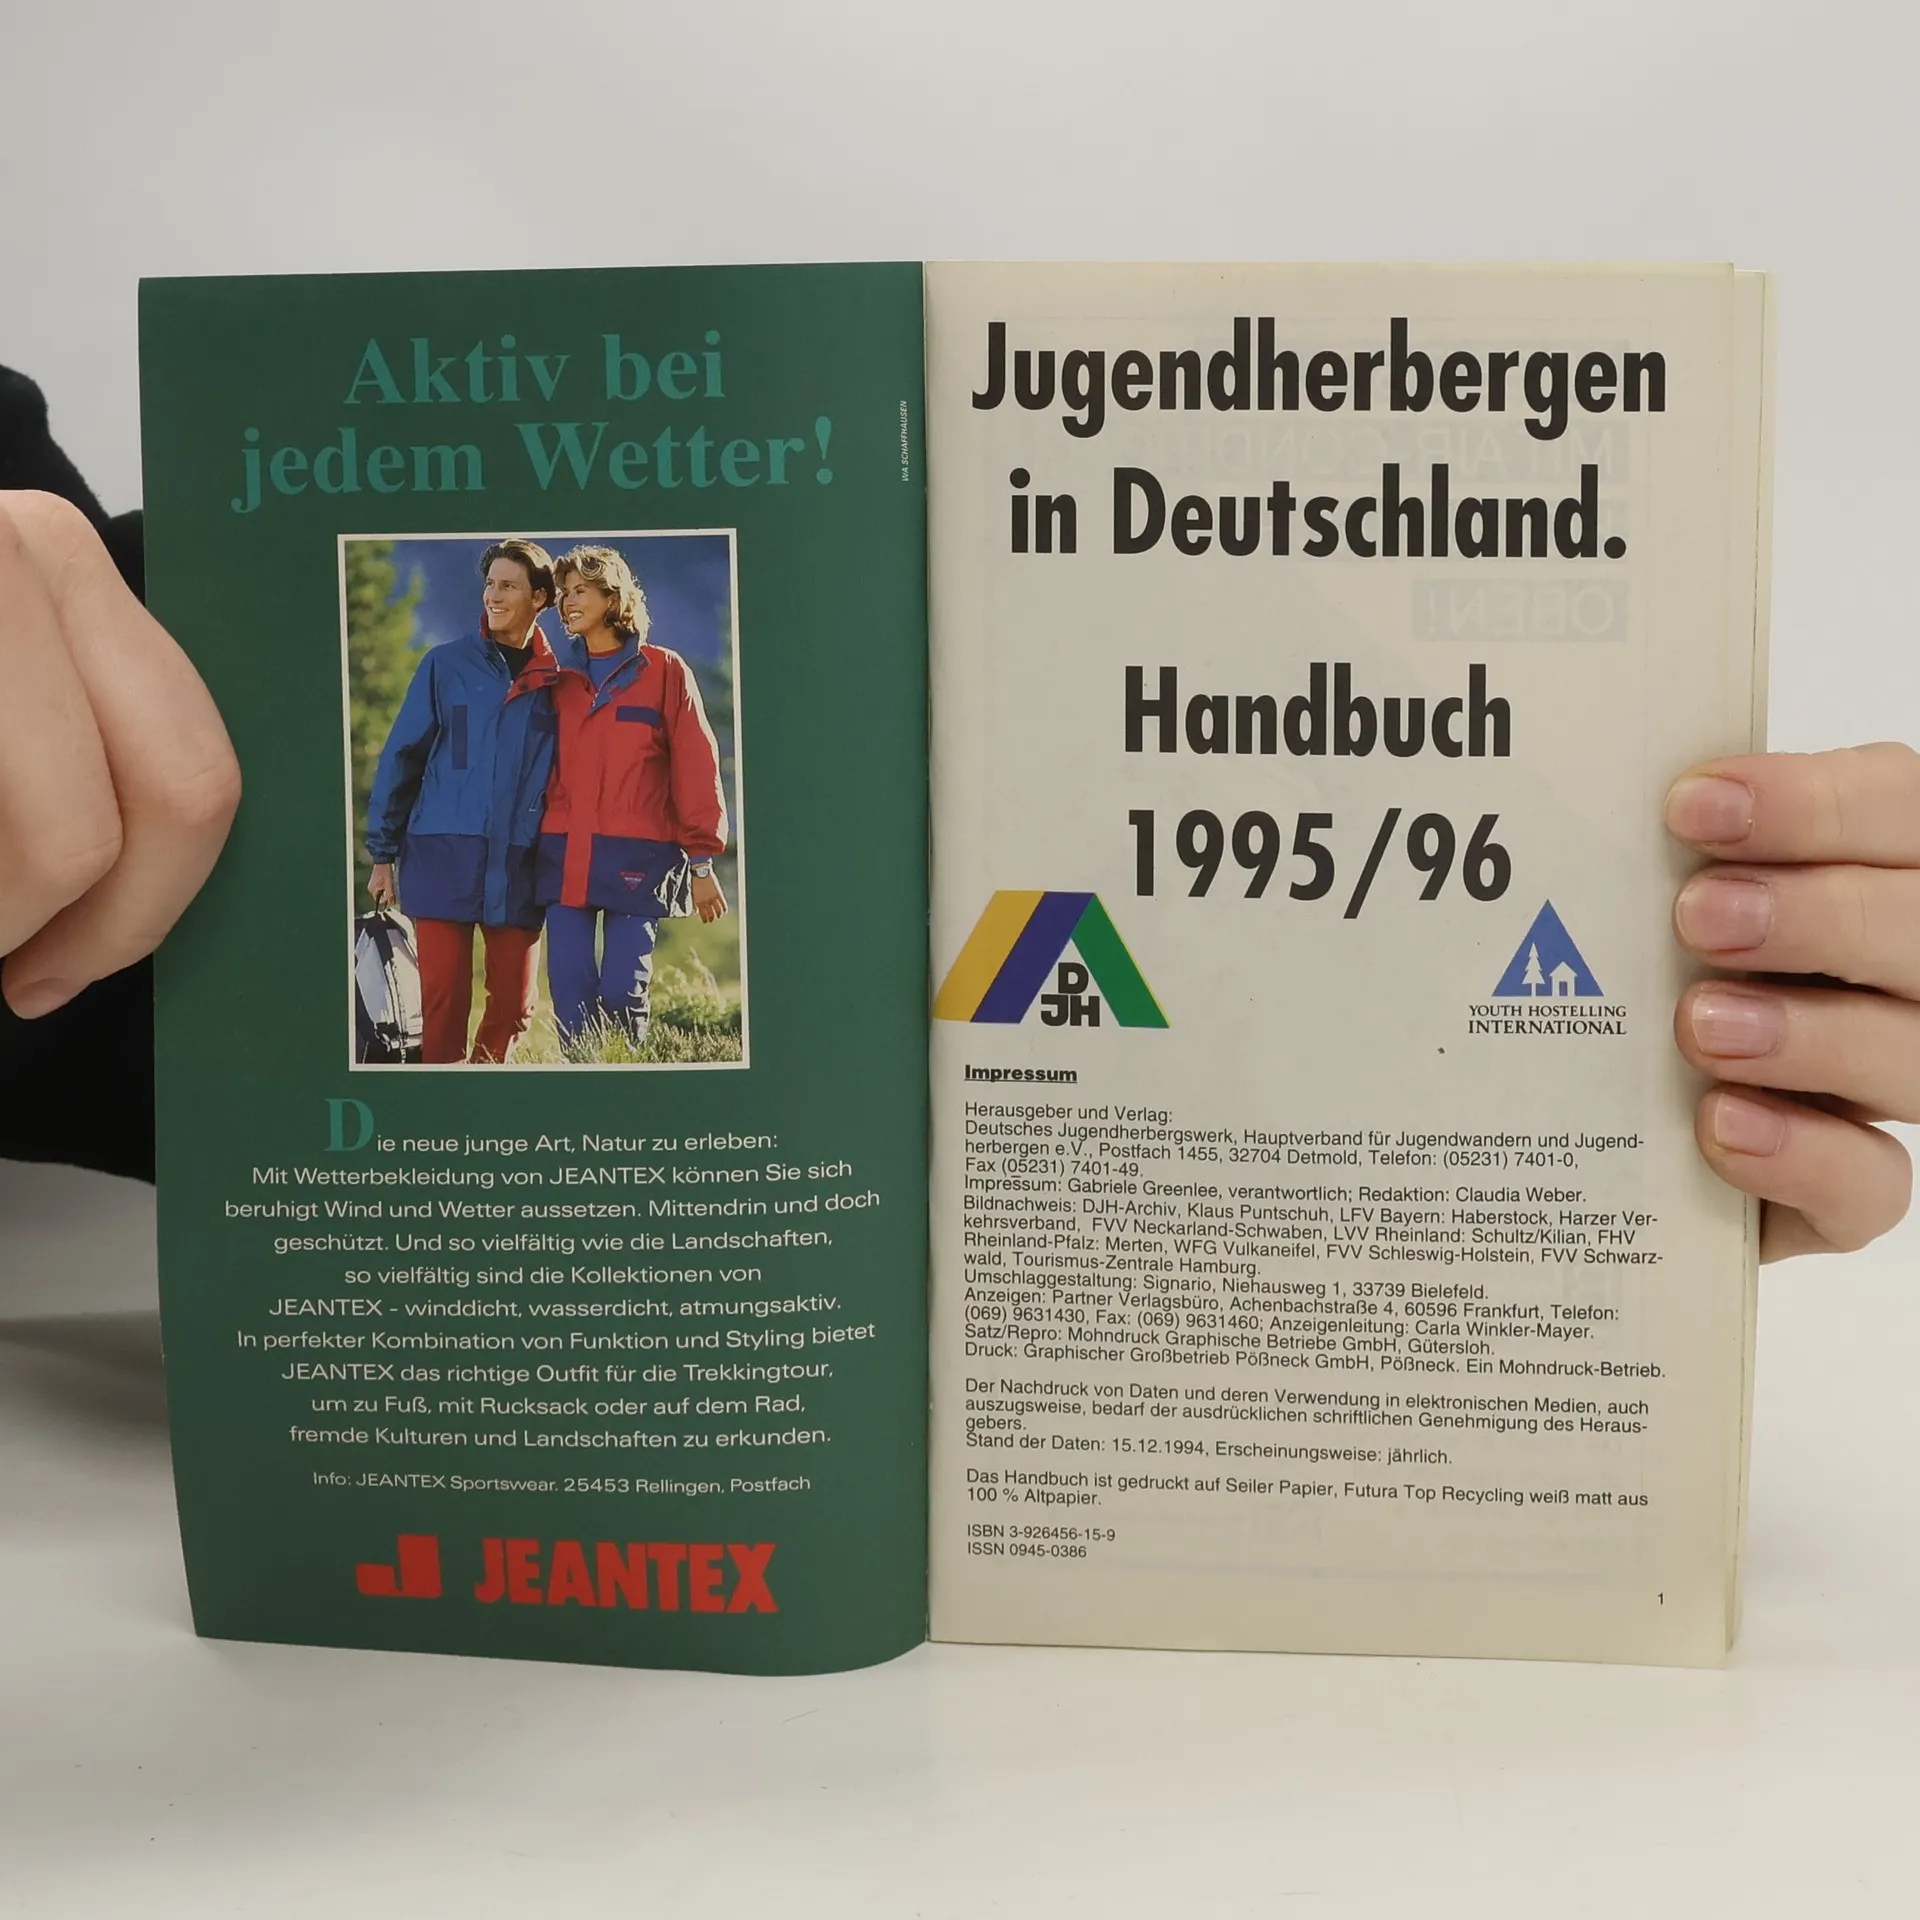 Aktiv bei
jedem Wetter!
WA SCHAFFHAUSEN
Die neue junge Art, Natur zu erleben:
Mit Wetterbekleidung von JEANTEX können Sie sich
beruhigt Wind und Wetter aussetzen. Mittendrin und doch
geschützt. Und so vielfältig wie die Landschaften,
so vielfältig sind die Kollektionen von
JEANTEX - winddicht, wasserdicht, atmungsaktiv.
In perfekter Kombination von Funktion und Styling bietet
JEANTEX das richtige Outfit für die Trekkingtour,
um zu Fuß, mit Rucksack oder auf dem Rad,
fremde Kulturen und Landschaften zu erkunden.
Info: JEANTEX Sportswear. 25453 Rellingen, Postfach
JEANTEX
Jugendherbergen
in Deutschland.
Handbuch
1995/96
D
JH
YOUTH HOSTELLING
INTERNATIONAL
Impressum
Herausgeber und Verlag:
Deutsches Jugendherbergswerk, Hauptverband für Jugendwandern und Jugend-
herbergen e.V., Postfach 1455, 32704 Detmold, Telefon: (05231) 7401-0,
Fax (05231) 7401-49.
Impressum: Gabriele Greenlee, verantwortlich; Redaktion: Claudia Weber.
Bildnachweis: DJH-Archiv, Klaus Puntschuh, LFV Bayern: Haberstock, Harzer Ver-
kehrsverband, FVV Neckarland-Schwaben, LVV Rheinland: Schultz/Kilian, FHV
Rheinland-Pfalz: Merten, WFG Vulkaneifel, FVV Schleswig-Holstein, FVV Schwarz-
wald, Tourismus-Zentrale Hamburg.
Umschlaggestaltung: Signario, Niehausweg 1, 33739 Bielefeld.
Anzeigen: Partner Verlagsbüro, Achenbachstraße 4, 60596 Frankfurt, Telefon:
(069) 9631430, Fax: (069) 9631460; Anzeigenleitung: Carla Winkler-Mayer.
Satz/Repro: Mohndruck Graphische Betriebe GmbH, Gütersloh.
Druck: Graphischer Großbetrieb Pößneck GmbH, Pößneck. Ein Mohndruck-Betrieb.
Der Nachdruck von Daten und deren Verwendung in elektronischen Medien, auch
auszugsweise, bedarf der ausdrücklichen schriftlichen Genehmigung des Heraus-
gebers.
Stand der Daten: 15.12.1994, Erscheinungsweise: jährlich.
Das Handbuch ist gedruckt auf Seiler Papier, Futura Top Recycling weiß matt aus
100 % Altpapier.
ISBN 3-926456-15-9
ISSN 0945-0386
1